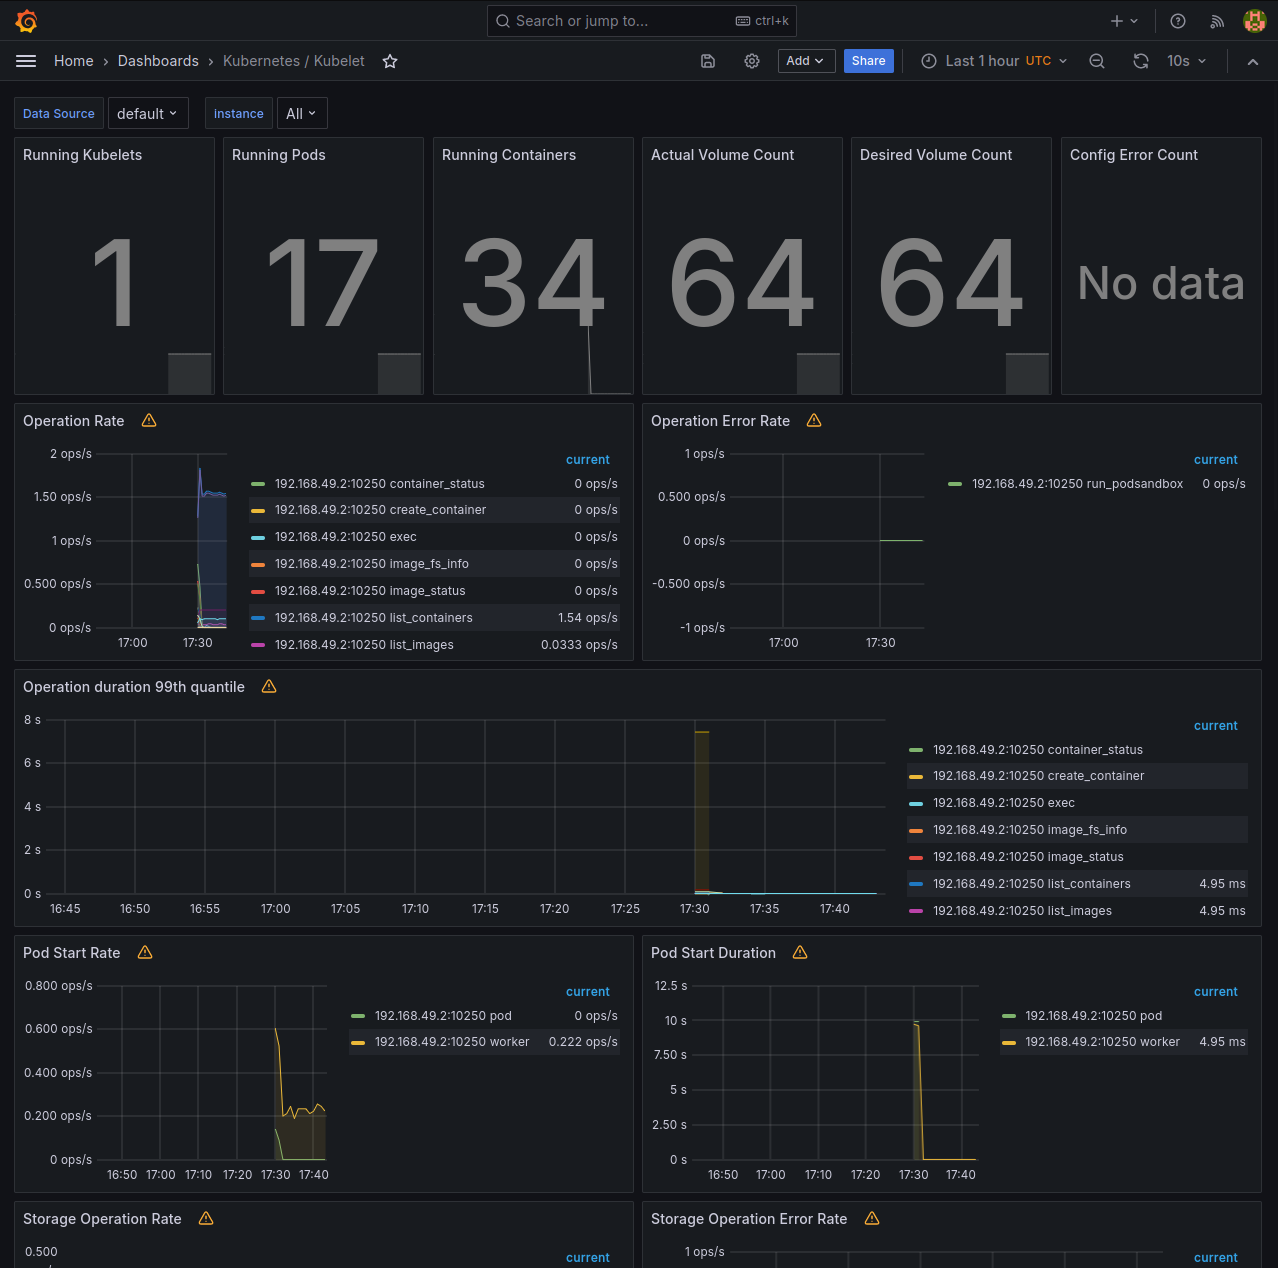 Search or jump to... ctrl+k
Home › Dashboards › Kubernetes / Kubelet
Add
Share
Last 1 hour UTC
10s
Data Source default
instance All
Running Kubelets
1
Running Pods
17
Running Containers
34
Actual Volume Count
64
Desired Volume Count
64
Config Error Count
No data
Operation Rate
2 ops/s
1.50 ops/s
1 ops/s
0.500 ops/s
0 ops/s
17:00 17:30
current
192.168.49.2:10250 container_status 0 ops/s
192.168.49.2:10250 create_container 0 ops/s
192.168.49.2:10250 exec 0 ops/s
192.168.49.2:10250 image_fs_info 0 ops/s
192.168.49.2:10250 image_status 0 ops/s
192.168.49.2:10250 list_containers 1.54 ops/s
192.168.49.2:10250 list_images 0.0333 ops/s
Operation Error Rate
1 ops/s
0.500 ops/s
0 ops/s
-0.500 ops/s
-1 ops/s
17:00 17:30
current
192.168.49.2:10250 run_podsandbox 0 ops/s
Operation duration 99th quantile
8 s
6 s
4 s
2 s
0 s
16:45 16:50 16:55 17:00 17:05 17:10 17:15 17:20 17:25 17:30 17:35 17:40
current
192.168.49.2:10250 container_status
192.168.49.2:10250 create_container
192.168.49.2:10250 exec
192.168.49.2:10250 image_fs_info
192.168.49.2:10250 image_status
192.168.49.2:10250 list_containers 4.95 ms
192.168.49.2:10250 list_images 4.95 ms
Pod Start Rate
0.800 ops/s
0.600 ops/s
0.400 ops/s
0.200 ops/s
0 ops/s
16:50 17:00 17:10 17:20 17:30 17:40
current
192.168.49.2:10250 pod 0 ops/s
192.168.49.2:10250 worker 0.222 ops/s
Pod Start Duration
12.5 s
10 s
7.50 s
5 s
2.50 s
0 s
16:50 17:00 17:10 17:20 17:30 17:40
current
192.168.49.2:10250 pod
192.168.49.2:10250 worker 4.95 ms
Storage Operation Rate
0.500
current
Storage Operation Error Rate
1 ops/s
current